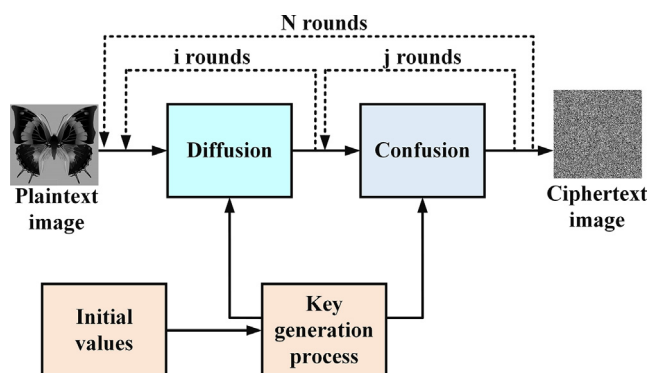 N rounds
i rounds
j rounds
Diffusion
Confusion
Plaintext
image
Ciphertext
image
Initial
values
Key
generation
process